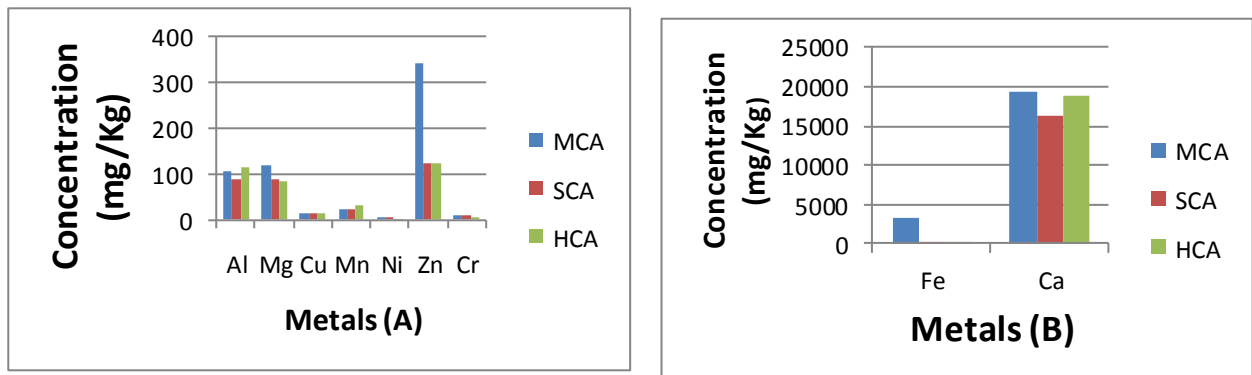 Concentration
(mg/Kg)
400
300
200
100
0
Al Mg Cu Mn Ni Zn Cr
Metals (A)
MCA
SCA
HCA
Concentration
(mg/Kg)
25000
20000
15000
10000
5000
0
Fe Ca
Metals (B)
MCA
SCA
HCA